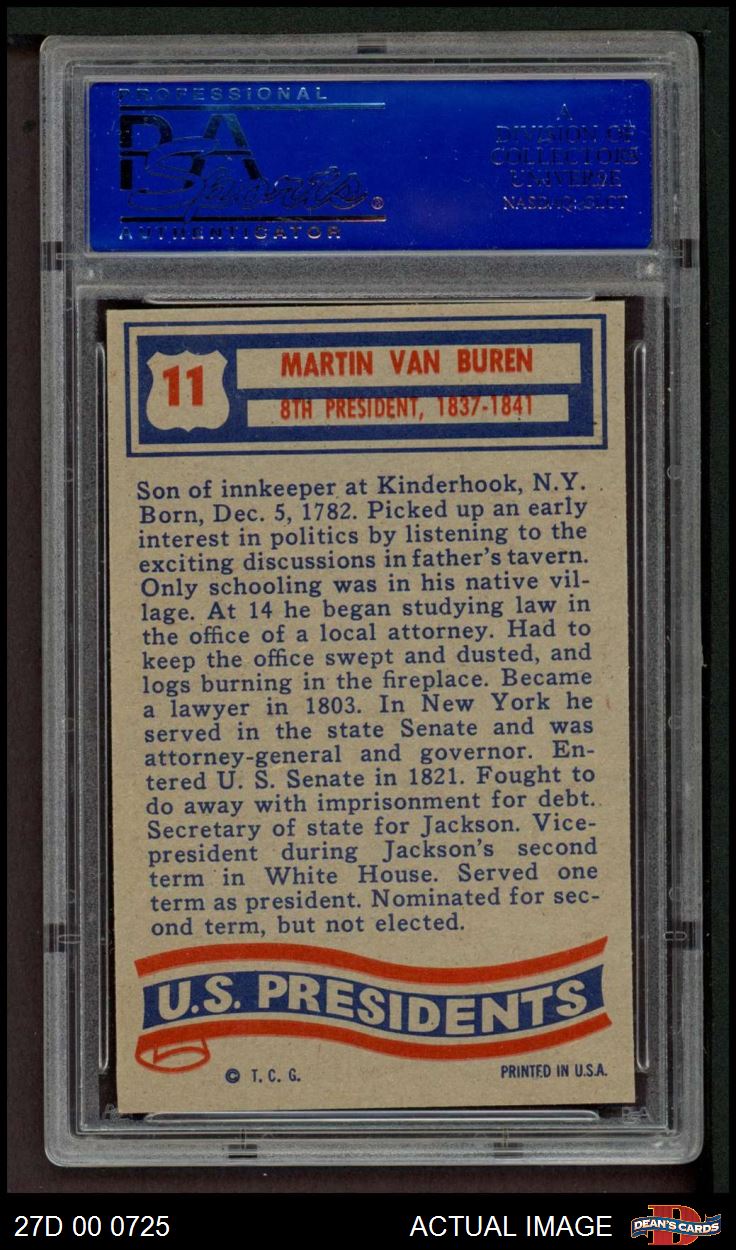 PROFESSIONAL
PSA
Sports®
AUTHENTICATOR
A
DIVISION OF
COLLECTORS
UNIVERSE
NASDAQ: CLCT
11
MARTIN VAN BUREN
8TH PRESIDENT, 1837-1841
Son of innkeeper at Kinderhook, N.Y.
Born, Dec. 5, 1782. Picked up an early
interest in politics by listening to the
exciting discussions in father's tavern.
Only schooling was in his native vil-
lage. At 14 he began studying law in
the office of a local attorney. Had to
keep the office swept and dusted, and
logs burning in the fireplace. Became
a lawyer in 1803. In New York he
served in the state Senate and was
attorney-general and governor. En-
tered U. S. Senate in 1821. Fought to
do away with imprisonment for debt.
Secretary of state for Jackson. Vice-
president during Jackson's second
term in White House. Served one
term as president. Nominated for sec-
ond term, but not elected.
U.S. PRESIDENTS
© T. C. G.
PRINTED IN U.S.A.
27D 00 0725
ACTUAL IMAGE
DEAN'S CARDS